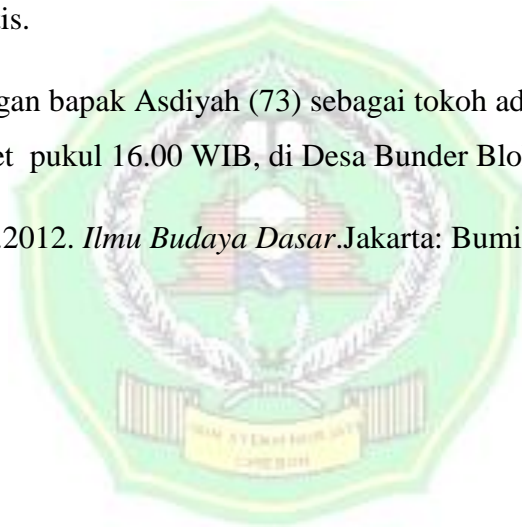 is.
gan bapak Asdiyah (73) sebagai tokoh ad
et pukul 16.00 WIB, di Desa Bunder Blo
.2012. Ilmu Budaya Dasar.Jakarta: Bumi